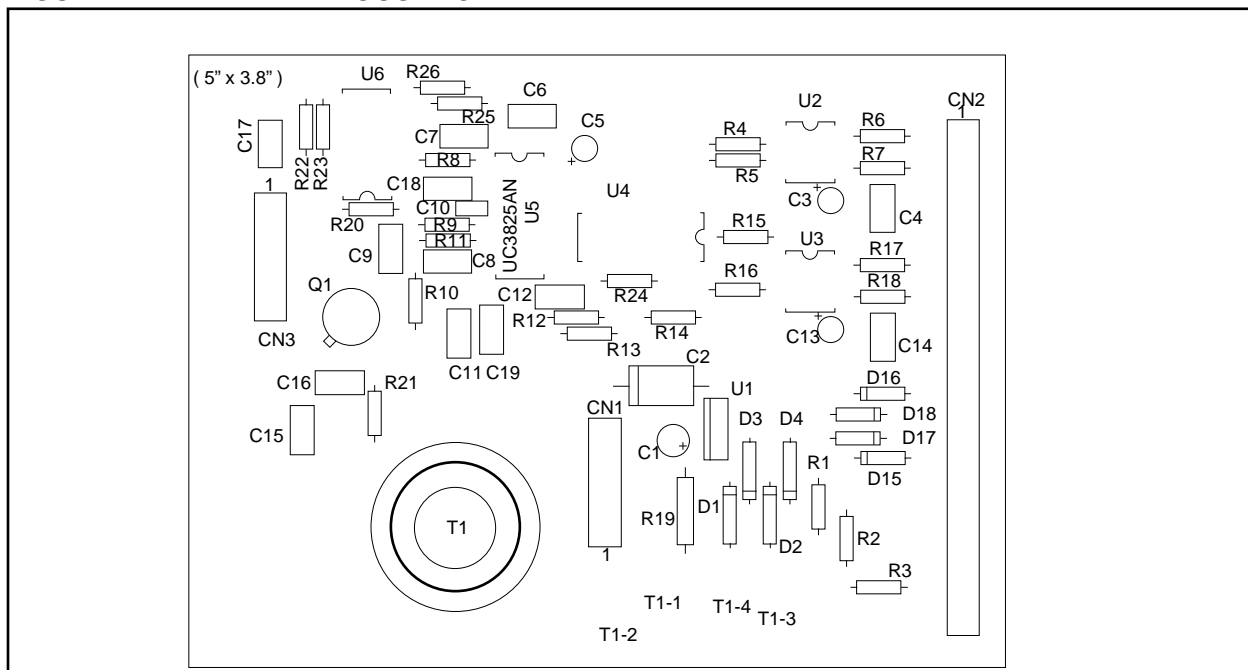 ( 5” x 3.8” )
U6
R26
R25
C6
C5
C7
C17
R22
R23
R8
C18
C10
1
R20
R9
R11
C9
C8
UC3825AN
U5
U4
R4
R5
U2
CN2
1
R6
R7
C3
C4
R15
U3
R17
R16
R18
C13
C14
Q1
R10
C12
R24
R12
R13
R14
CN3
C11
C19
C2
C16
R21
U1
C15
CN1
C1
D3
D4
D16
D18
D17
D15
R1
R19
D1
D2
R2
R3
T1
1
T1-1
T1-4
T1-3
T1-2